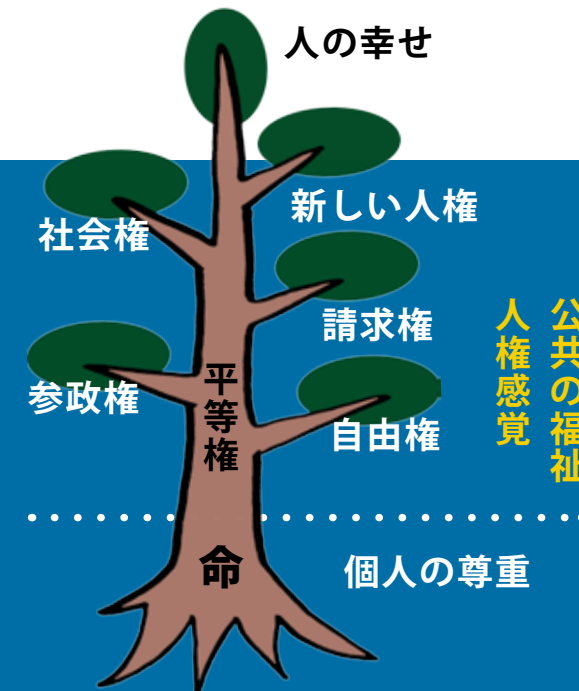 人の幸せ
新しい人権
社会権
請求権
公共の福祉
人権感覚
平等権
参政権
自由権
命
個人の尊重